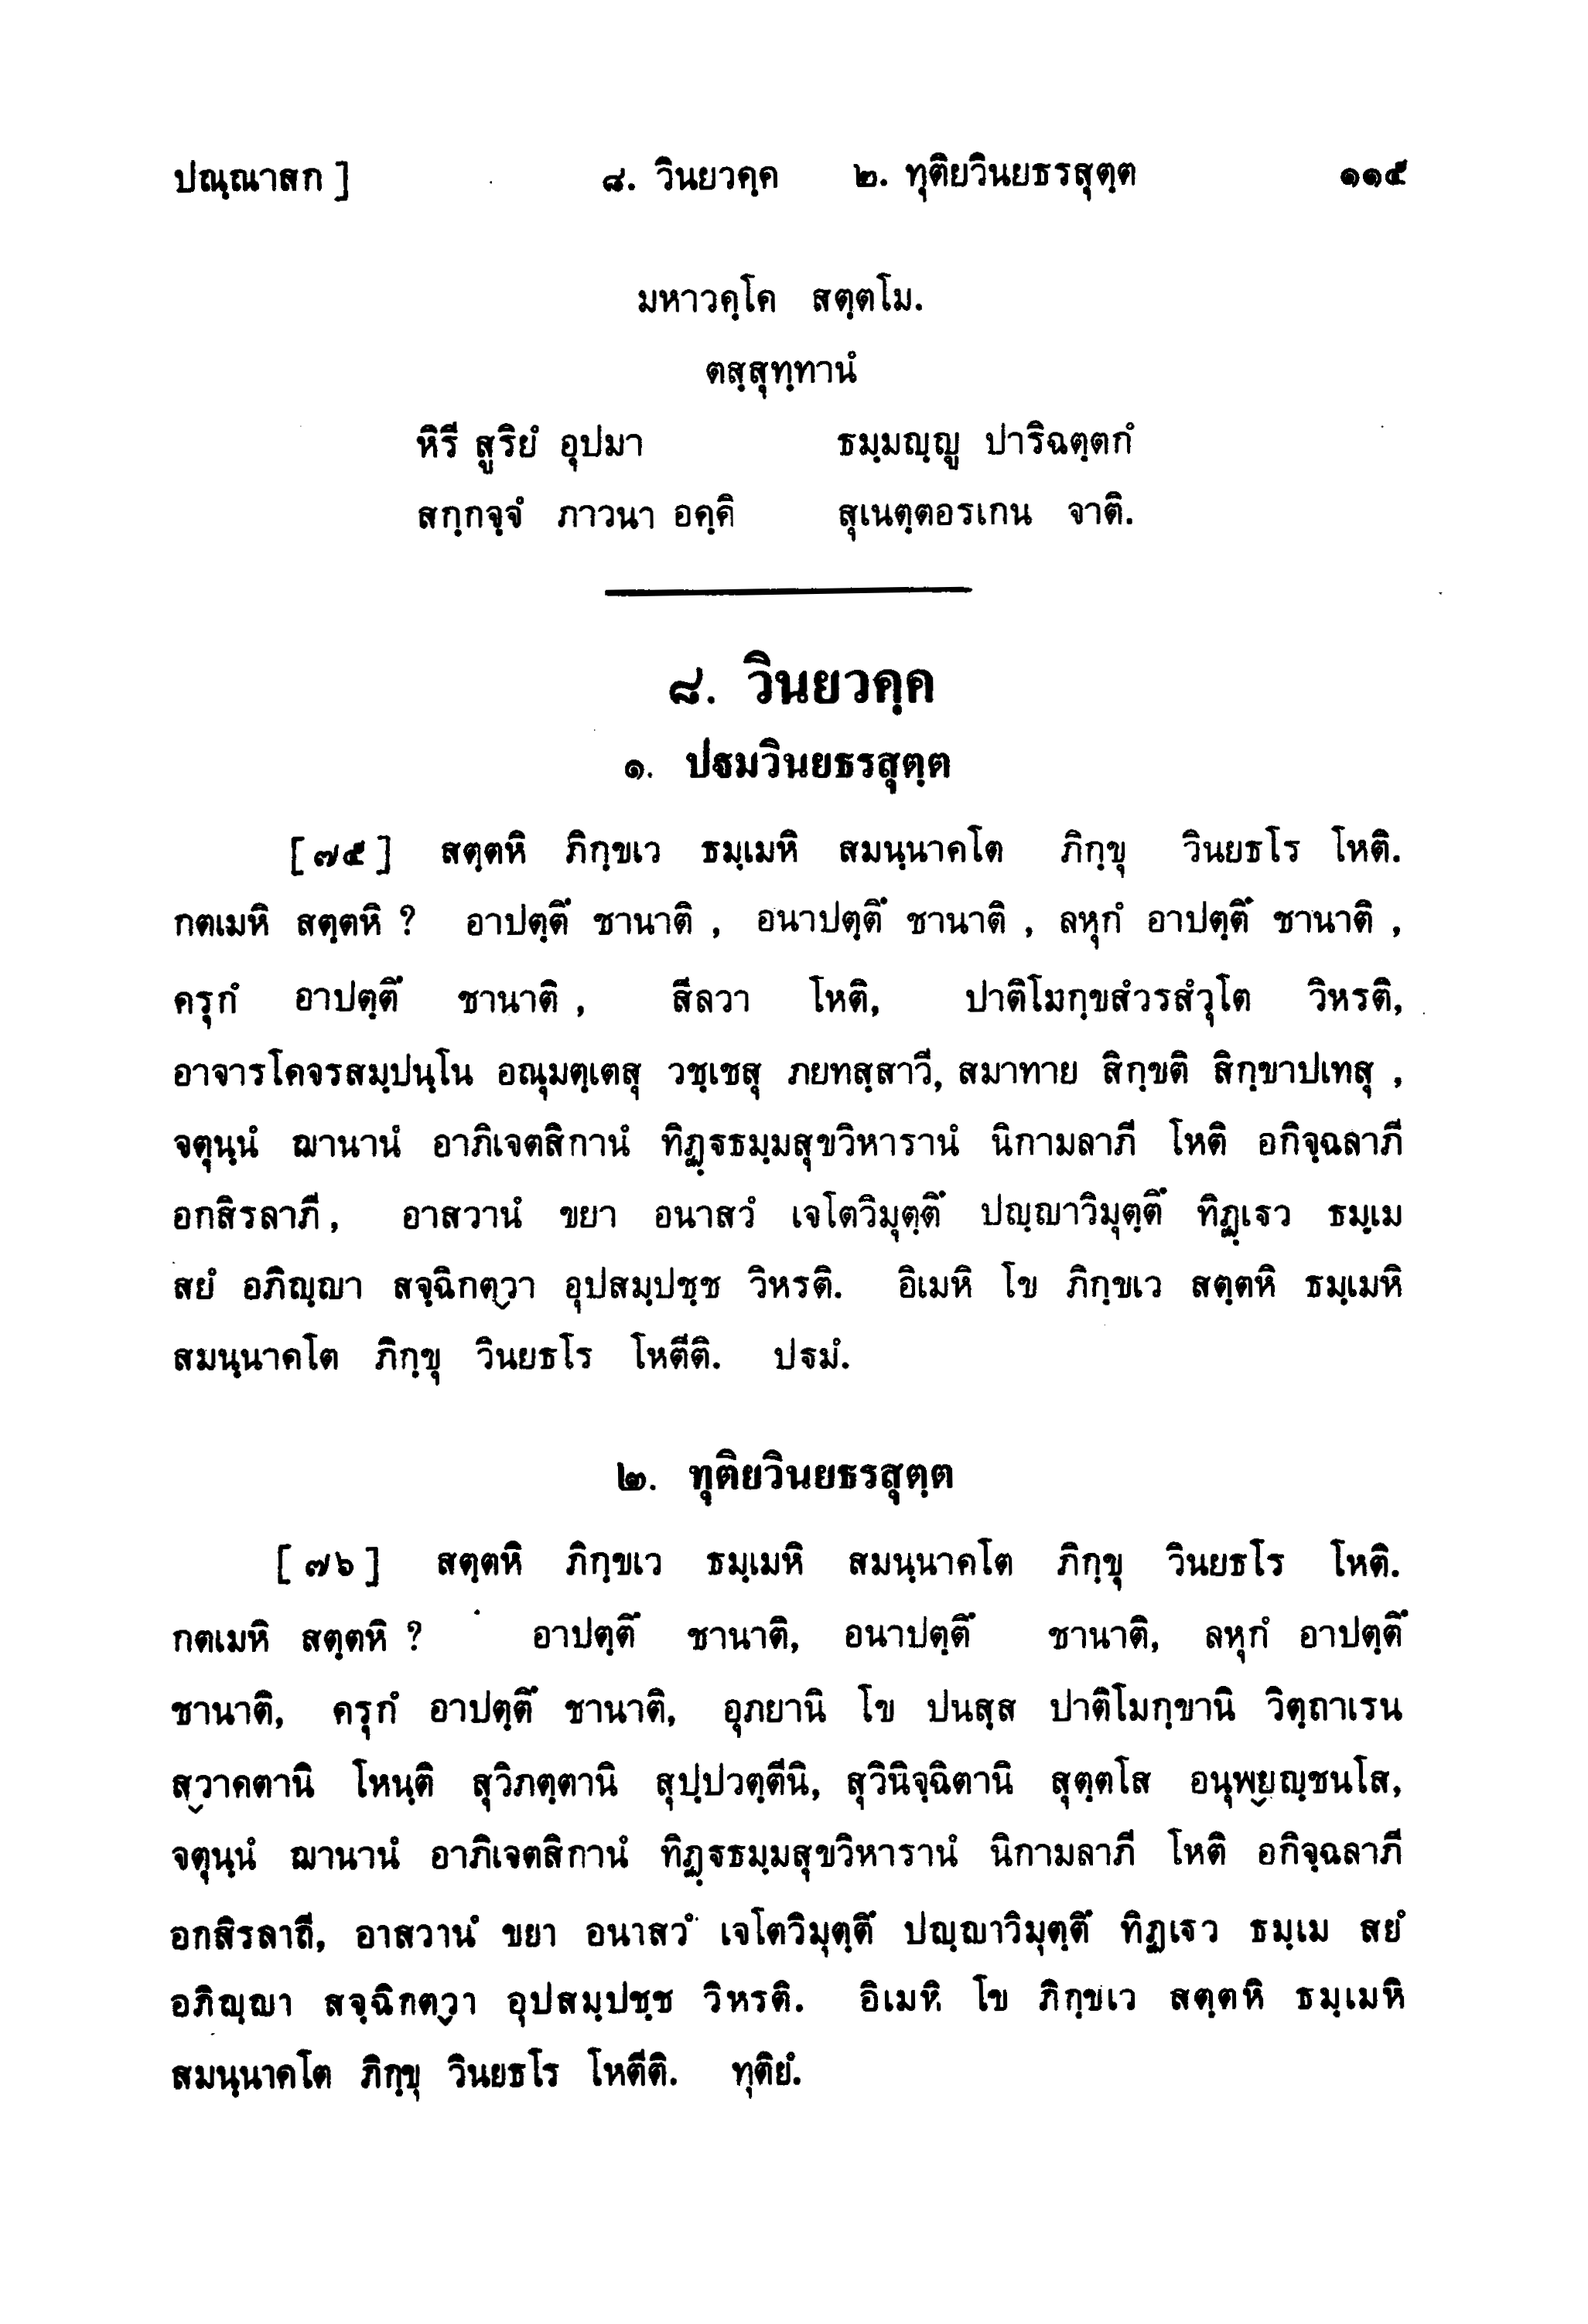 ปณฺณาสก ] ๘. วินยวคฺค ๒. ทุติยวินยธรสุตฺต ๑๑๕
มหาวคฺโค สตฺตโม.
ตสฺสุทฺทานํ
หิรี สูริยํ อุปมา ธมฺมญฺญู ปาริฉตฺตกํ
สกฺกจฺจํ ภาวนา อคฺคิ สุเนตฺตอรเกน จาติ.
๘. วินยวคฺค
๑. ปฐมวินยธรสุตฺต
[๗๕] สตฺตหิ ภิกฺขเว ธมฺเมหิ สมนฺนาคโต ภิกฺขุ วินยธโร โหติ.
กตเมหิ สตฺตหิ ? อาปตฺตึ ชานาติ , อนาปตฺตึ ชานาติ , ลหุกํ อาปตฺตึ ชานาติ ,
ครุกํ อาปตฺตึ ชานาติ , สีลวา โหติ, ปาติโมกฺขสํวรสํวุโต วิหรติ,
อาจารโคจรสมฺปนฺโน อณุมตฺเตสุ วชฺเชสุ ภยทสฺสาวี, สมาทาย สิกฺขติ สิกฺขาปเทสุ ,
จตุนฺนํ ฌานานํ อาภิเจตสิกานํ ทิฏฺฐธมฺมสุขวิหารานํ นิกามลาภี โหติ อกิจฺฉลาภี
อกสิรลาภี, อาสวานํ ขยา อนาสวํ เจโตวิมุตฺตึ ปญฺญาวิมุตฺตึ ทิฏฺเฐว ธมฺเม
สยํ อภิญฺญา สจฺฉิกตฺวา อุปสมฺปชฺช วิหรติ. อิเมหิ โข ภิกฺขเว สตฺตหิ ธมฺเมหิ
สมนฺนาคโต ภิกฺขุ วินยธโร โหตีติ. ปฐมํ.
๒. ทุติยวินยธรสุตฺต
[๗๖] สตฺตหิ ภิกฺขเว ธมฺเมหิ สมนฺนาคโต ภิกฺขุ วินยธโร โหติ.
กตเมหิ สตฺตหิ ? อาปตฺตึ ชานาติ, อนาปตฺตึ ชานาติ, ลหุกํ อาปตฺตึ
ชานาติ, ครุกํ อาปตฺตึ ชานาติ, อุภยานิ โข ปนสฺส ปาติโมกฺขานิ วิตฺถาเรน
สฺวาคตานิ โหนฺติ สุวิภตฺตานิ สุปฺปวตฺตีนิ, สุวินิจฺฉิตานิ สุตฺตโส อนุพฺยญฺชนโส,
จตุนฺนํ ฌานานํ อาภิเจตสิกานํ ทิฏฺฐธมฺมสุขวิหารานํ นิกามลาภี โหติ อกิจฺฉลาภี
อกสิรลาถี, อาสวานํ ขยา อนาสวํ เจโตวิมุตฺตึ ปญฺญาวิมุตฺตึ ทิฏฺเฐว ธมฺเม สยํ
อภิญฺญา สจฺฉิกตฺวา อุปสมฺปชฺช วิหรติ. อิเมหิ โข ภิกฺขเว สตฺตหิ ธมฺเมหิ
สมนฺนาคโต ภิกฺขุ วินยธโร โหตีติ. ทุติยํ.